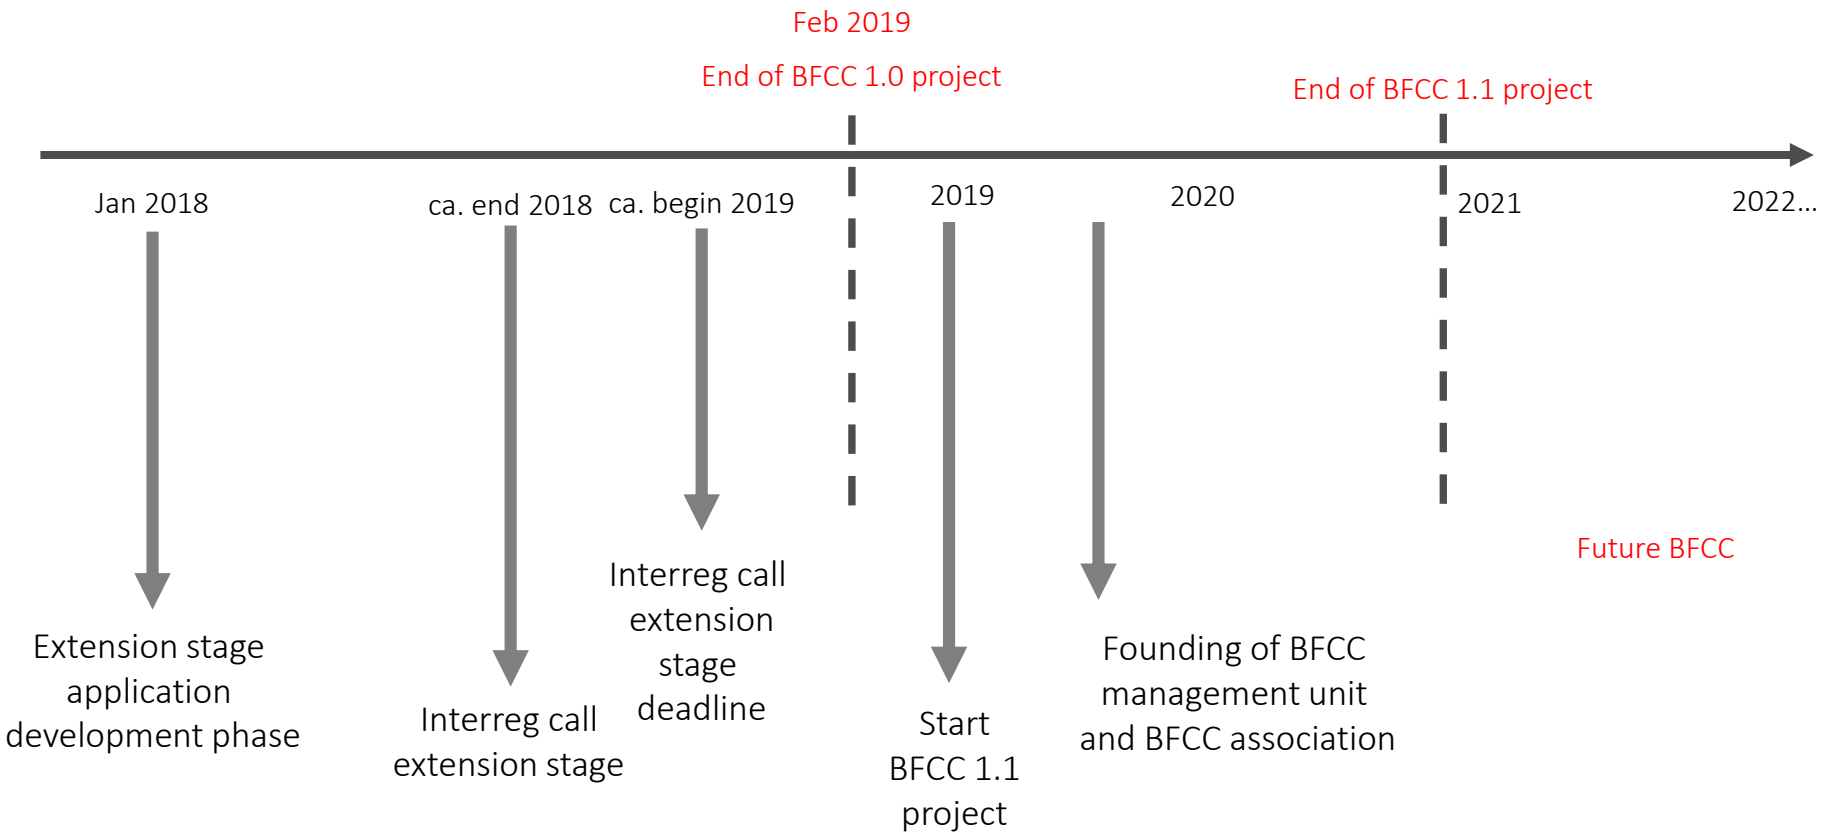 Feb 2019
End of BFCC 1.0 project
End of BFCC 1.1 project
Jan 2018
ca. end 2018
ca. begin 2019
2019
2020
2021
2022...
Future BFCC
Extension stage
application
development phase
Interreg call
extension stage
Interreg call
extension
stage
deadline
Start
BFCC 1.1
project
Founding of BFCC
management unit
and BFCC association